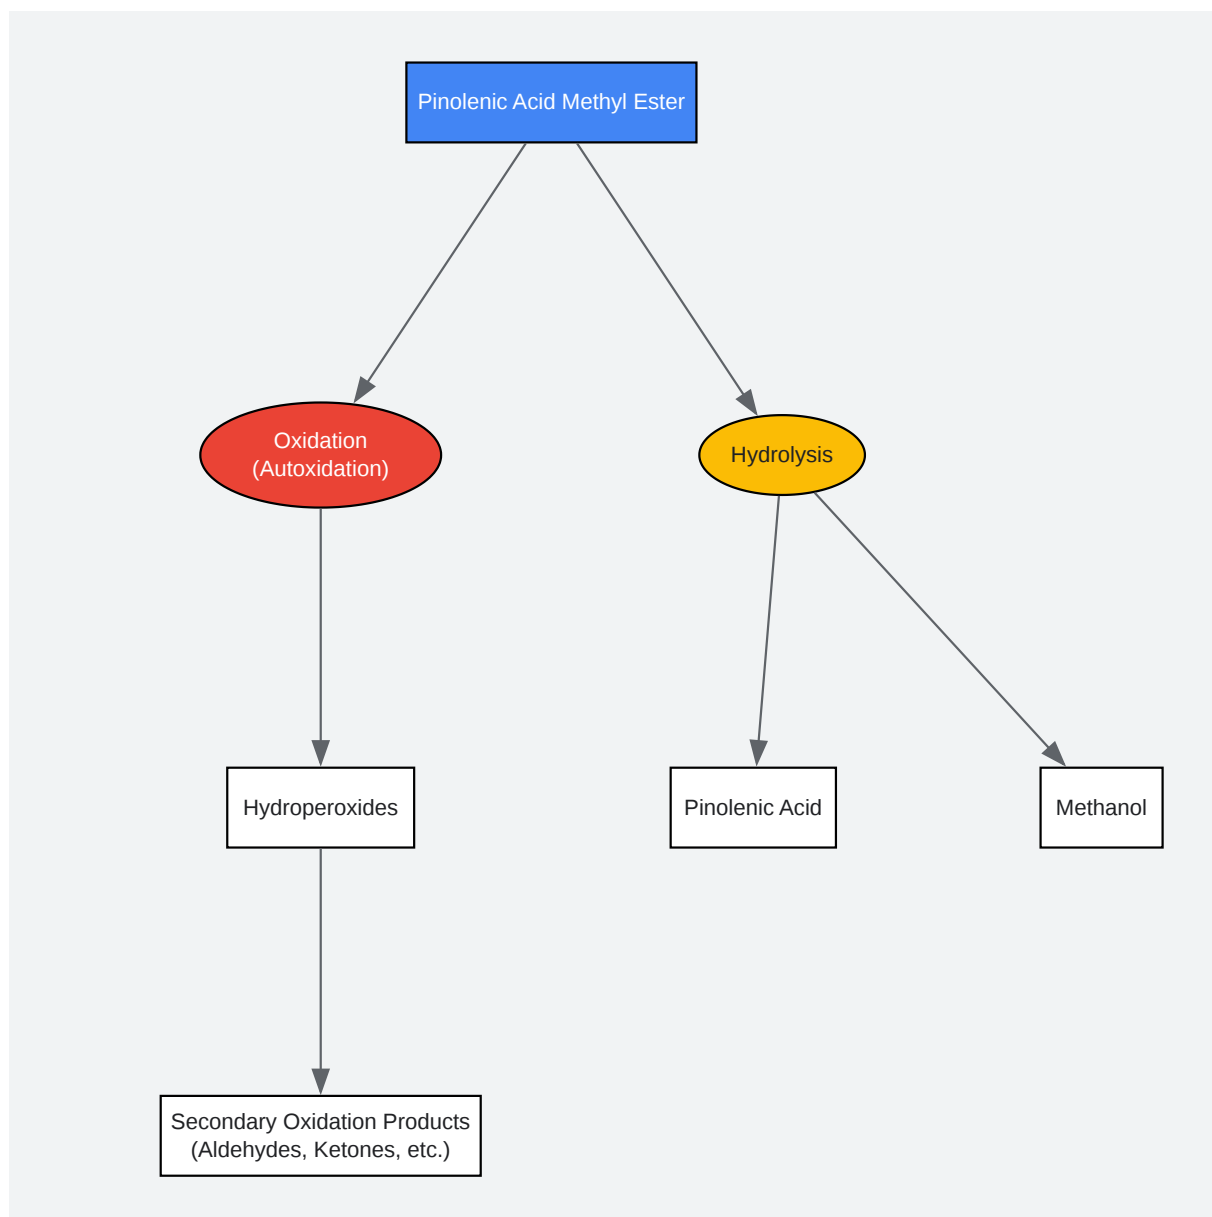 Pinolenic Acid Methyl Ester
Oxidation
(Autoxidation)
Hydrolysis
Hydroperoxides
Pinolenic Acid
Methanol
Secondary Oxidation Products
(Aldehydes, Ketones, etc.)